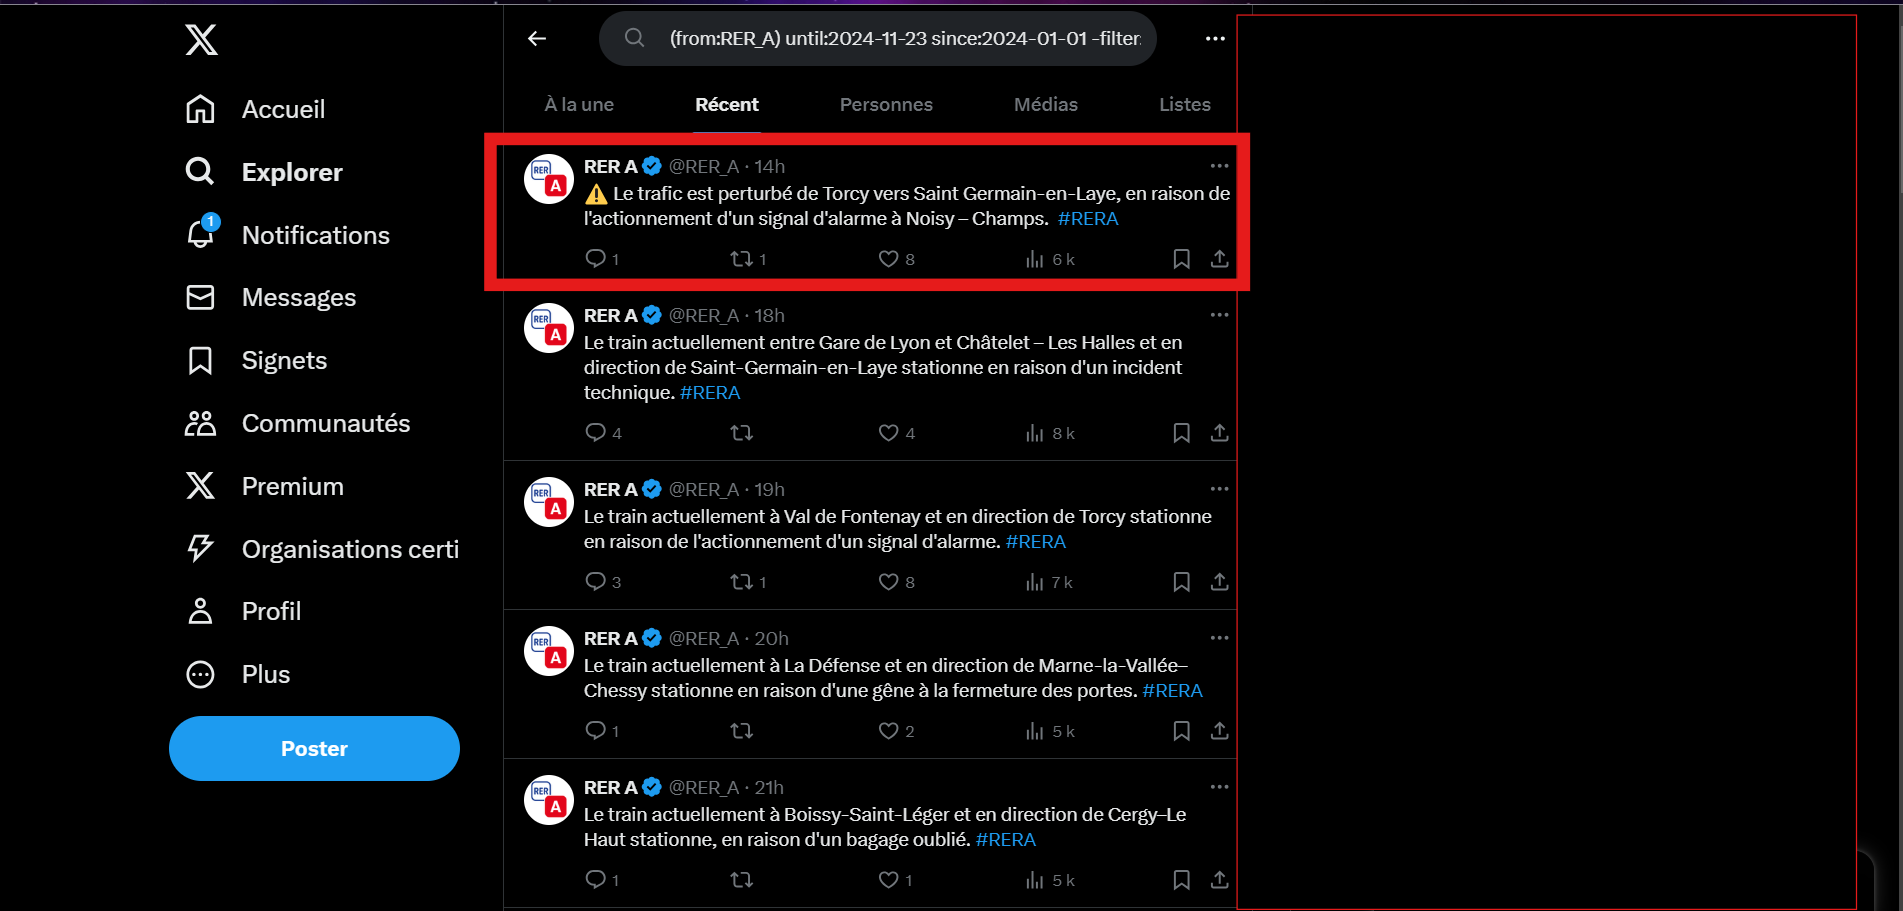 Accueil
Explorer
1
Notifications
Messages
Signets
Communautés
Premium
Organisations certi
Profil
Plus
Poster
(from:RER_A) until:2024-11-23 since:2024-01-01 -filter:
À la une
Récent
Personnes
Médias
Listes
RER A @RER_A · 14h
⚠️ Le trafic est perturbé de Torcy vers Saint Germain-en-Laye, en raison de
l'actionnement d'un signal d'alarme à Noisy – Champs. #RERA
1 1 8 6 k
RER A @RER_A · 18h
Le train actuellement entre Gare de Lyon et Châtelet – Les Halles et en
direction de Saint-Germain-en-Laye stationne en raison d'un incident
technique. #RERA
4 4 8 k
RER A @RER_A · 19h
Le train actuellement à Val de Fontenay et en direction de Torcy stationne
en raison de l'actionnement d'un signal d'alarme. #RERA
3 1 8 7 k
RER A @RER_A · 20h
Le train actuellement à La Défense et en direction de Marne-la-Vallée–
Chessy stationne en raison d'une gêne à la fermeture des portes. #RERA
1 2 5 k
RER A @RER_A · 21h
Le train actuellement à Boissy-Saint-Léger et en direction de Cergy–Le
Haut stationne, en raison d'un bagage oublié. #RERA
1 1 5 k